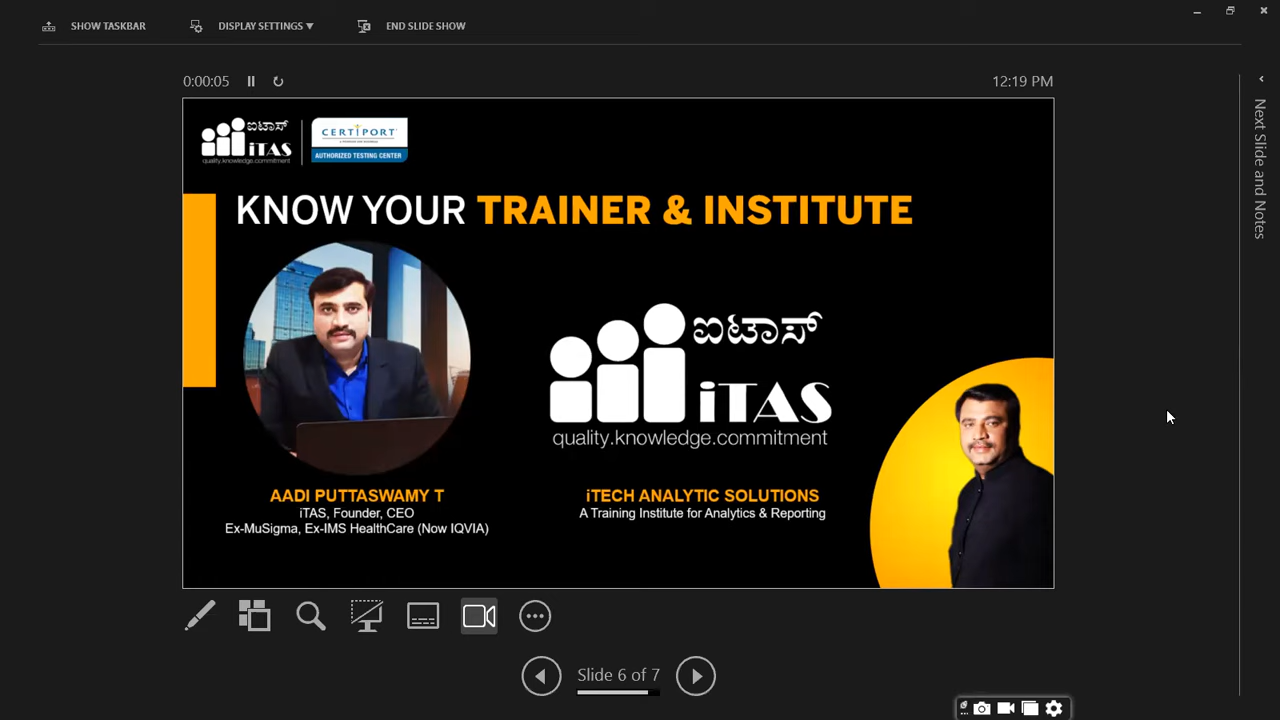 SHOW TASKBAR
DISPLAY SETTINGS
END SLIDE SHOW
0:00:05
12:19 PM
Next Slide and Notes
ಐಟಾಸ್
iTAS
quality.knowledge.commitment
CERTIPORT
AUTHORIZED TESTING CENTER
KNOW YOUR TRAINER & INSTITUTE
ಐಟಾಸ್
iTAS
quality.knowledge.commitment
AADI PUTTASWAMY T
iTAS, Founder, CEO
Ex-MuSigma, Ex-IMS HealthCare (Now IQVIA)
iTECH ANALYTIC SOLUTIONS
A Training Institute for Analytics & Reporting
Slide 6 of 7